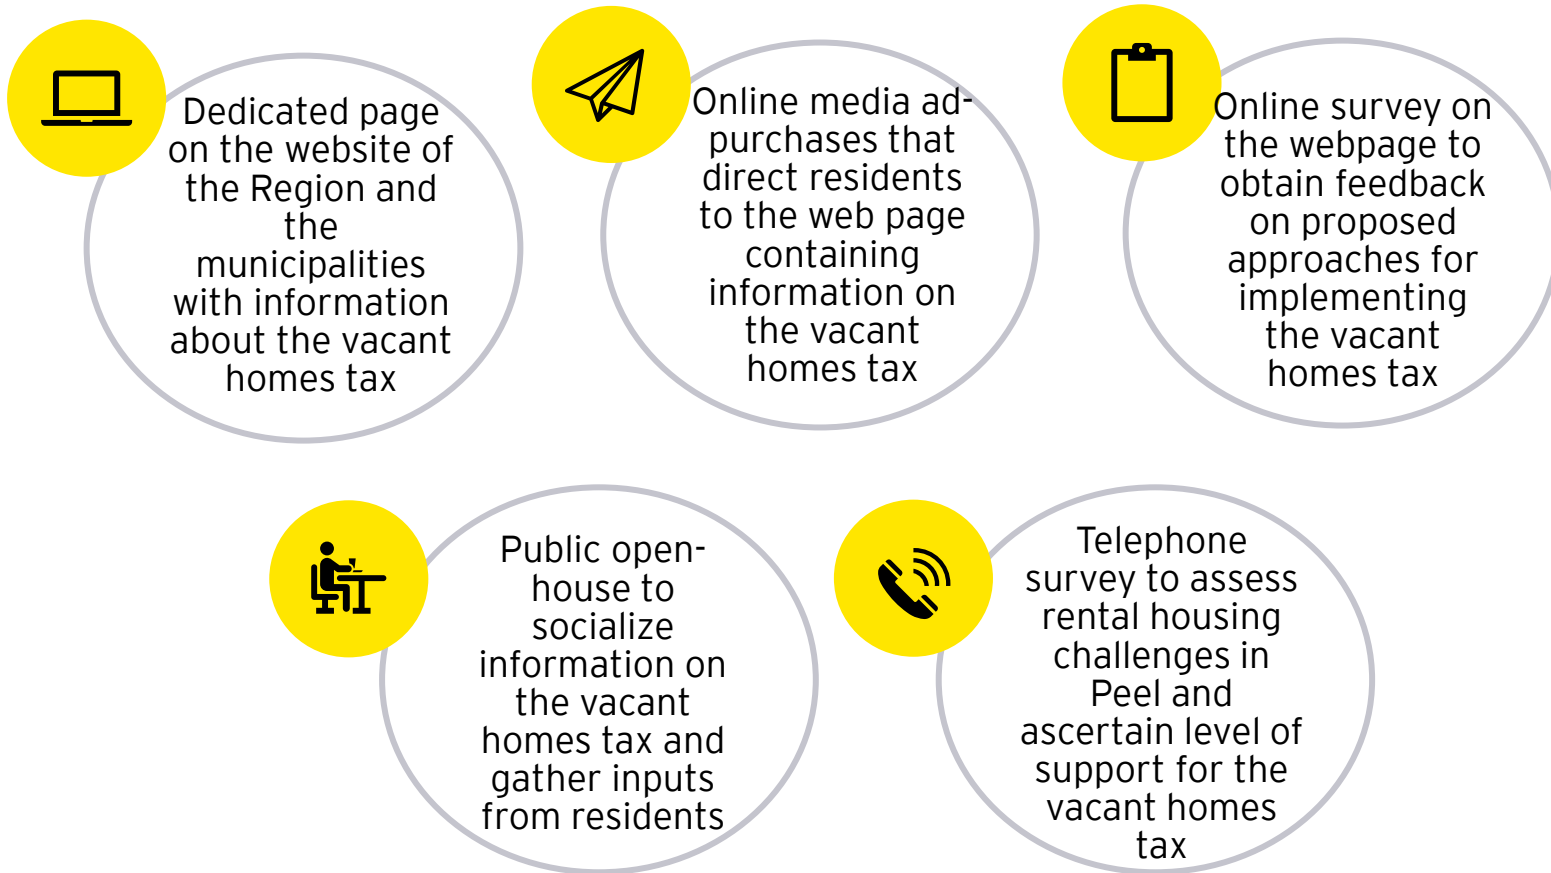 Dedicated page
on the website of
the Region and
the
municipalities
with information
about the vacant
homes tax
Online media ad-
purchases that
direct residents
to the web page
containing
information on
the vacant
homes tax
Online survey on
the webpage to
obtain feedback
on proposed
approaches for
implementing
the vacant
homes tax
Public open-
house to
socialize
information on
the vacant
homes tax and
gather inputs
from residents
Telephone
survey to assess
rental housing
challenges in
Peel and
ascertain level of
support for the
vacant homes
tax